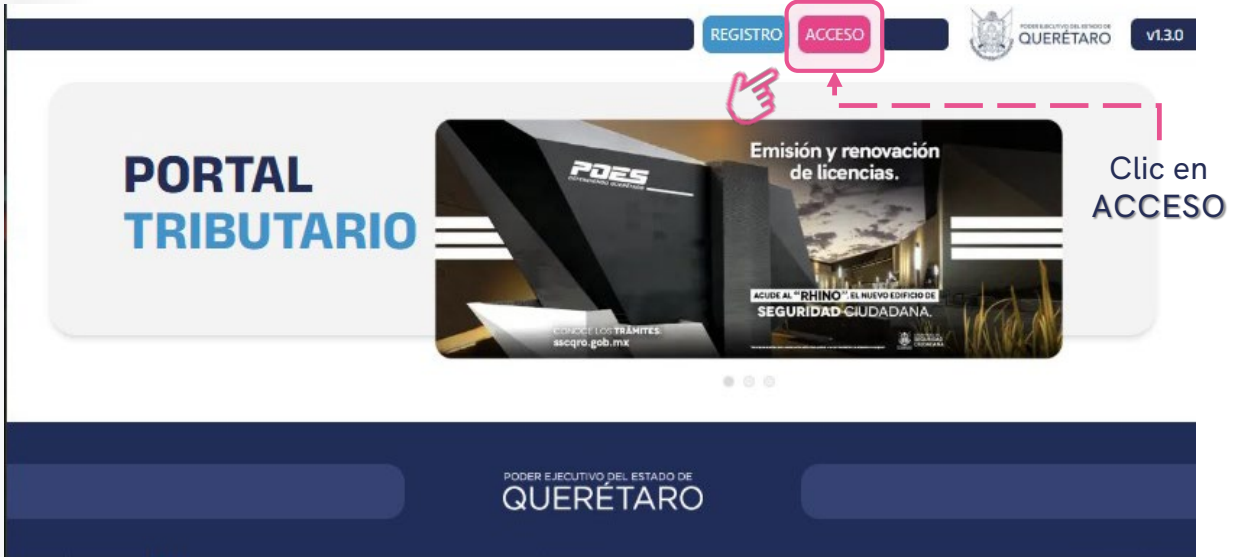 REGISTRO
ACCESO
PODER EJECUTIVO DEL ESTADO DE
QUERÉTARO
v1.3.0
PORTAL
TRIBUTARIO
POES
Emisión y renovación
de licencias.
ACUDE AL "RHINO", EL NUEVO EDIFICIO DE
SEGURIDAD CIUDADANA.
CONOCE LOS TRÁMITES:
sscqro.gob.mx
Clic en
ACCESO
PODER EJECUTIVO DEL ESTADO DE
QUERÉTARO